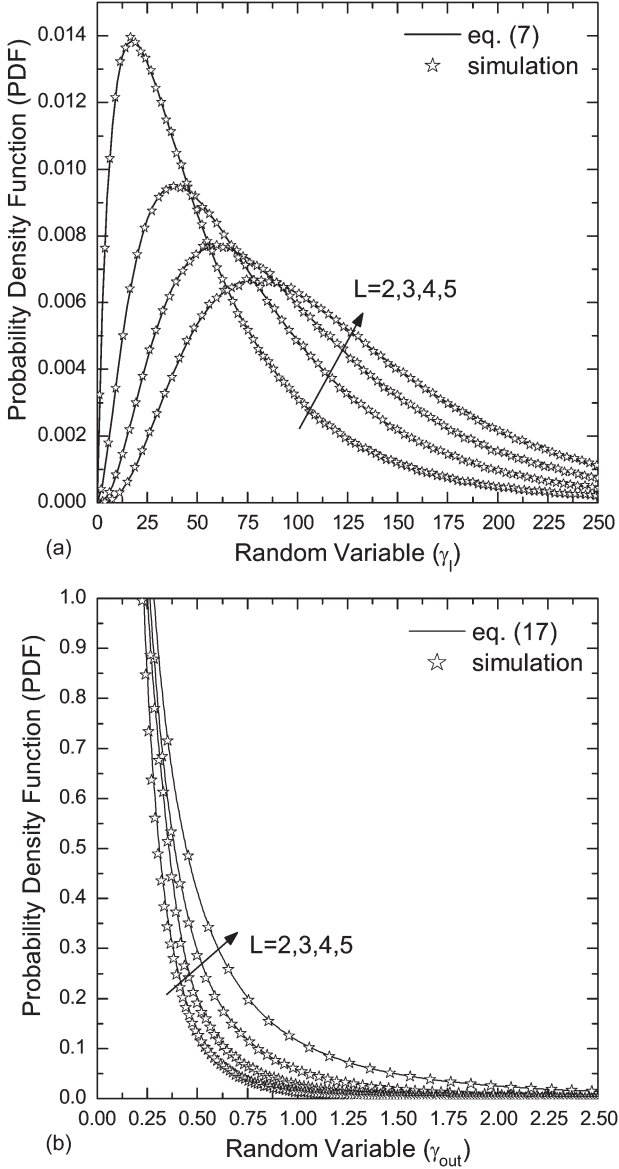 Probability Density Function (PDF)
0.014
0.012
0.010
0.008
0.006
0.004
0.002
0.000
eq. (7)
simulation
L=2,3,4,5
0 25 50 75 100 125 150 175 200 225 250
(a)
Random Variable (γl)
Probability Density Function (PDF)
1.0
0.9
0.8
0.7
0.6
0.5
0.4
0.3
0.2
0.1
0.0
eq. (17)
simulation
L=2,3,4,5
0.00 0.25 0.50 0.75 1.00 1.25 1.50 1.75 2.00 2.25 2.50
(b)
Random Variable (γout)